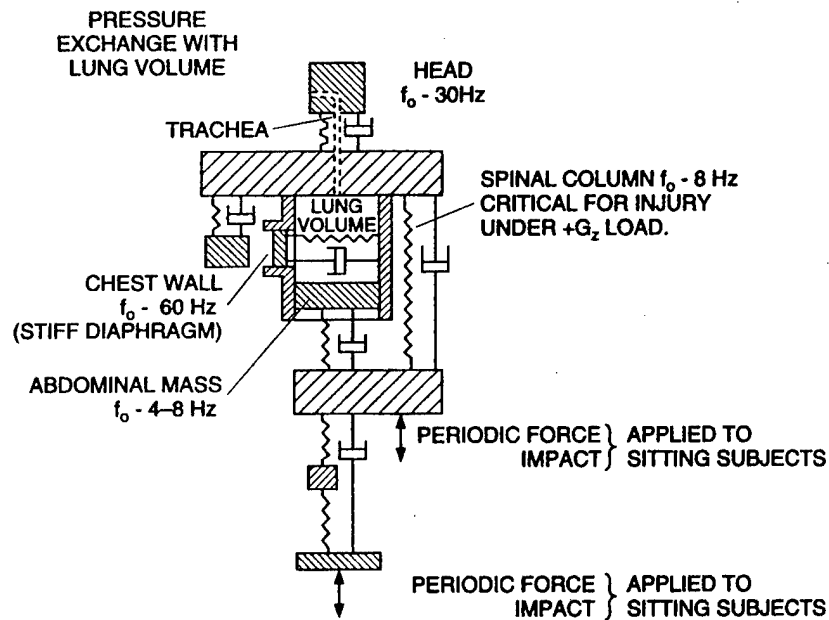 PRESSURE
EXCHANGE WITH
LUNG VOLUME
HEAD
f₀ - 30Hz
TRACHEA
SPINAL COLUMN f₀ - 8 Hz
CRITICAL FOR INJURY
UNDER +G_z LOAD.
LUNG
VOLUME
CHEST WALL
f₀ - 60 Hz
(STIFF DIAPHRAGM)
ABDOMINAL MASS
f₀ - 4–8 Hz
PERIODIC FORCE } APPLIED TO
IMPACT } SITTING SUBJECTS
PERIODIC FORCE } APPLIED TO
IMPACT } SITTING SUBJECTS